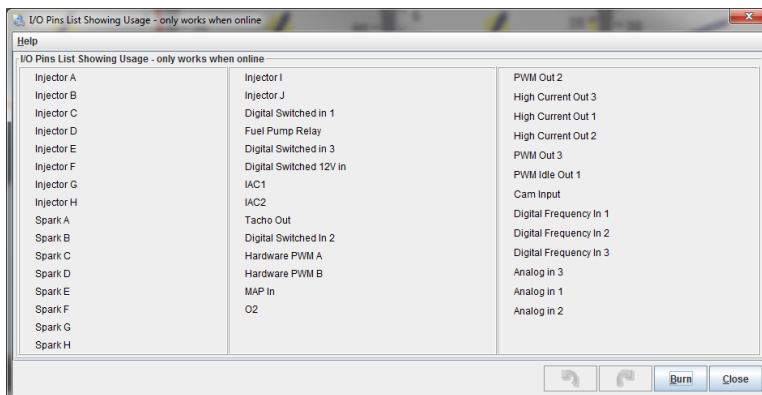 I/O Pins List Showing Usage - only works when online
Help
I/O Pins List Showing Usage - only works when online
Injector A
Injector B
Injector C
Injector D
Injector E
Injector F
Injector G
Injector H
Spark A
Spark B
Spark C
Spark D
Spark E
Spark F
Spark G
Spark H
Injector I
Injector J
Digital Switched in 1
Fuel Pump Relay
Digital Switched in 3
Digital Switched 12V in
IAC1
IAC2
Tacho Out
Digital Switched In 2
Hardware PWM A
Hardware PWM B
MAP In
O2
PWM Out 2
High Current Out 3
High Current Out 1
High Current Out 2
PWM Out 3
PWM Idle Out 1
Cam Input
Digital Frequency In 1
Digital Frequency In 2
Digital Frequency In 3
Analog in 3
Analog in 1
Analog in 2
Burn
Close